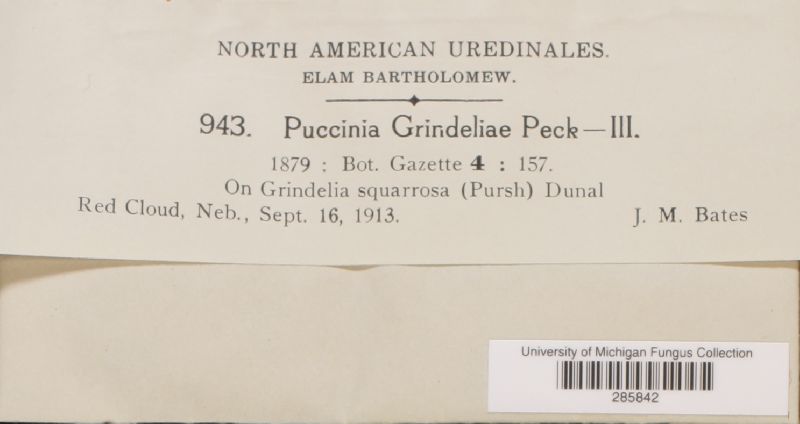 NORTH AMERICAN UREDINALES.
ELAM BARTHOLOMEW.
943. Puccinia Grindeliae Peck—III.
1879 : Bot. Gazette 4 : 157.
On Grindelia squarrosa (Pursh) Dunal
Red Cloud, Neb., Sept. 16, 1913. J. M. Bates
University of Michigan Fungus Collection
285842